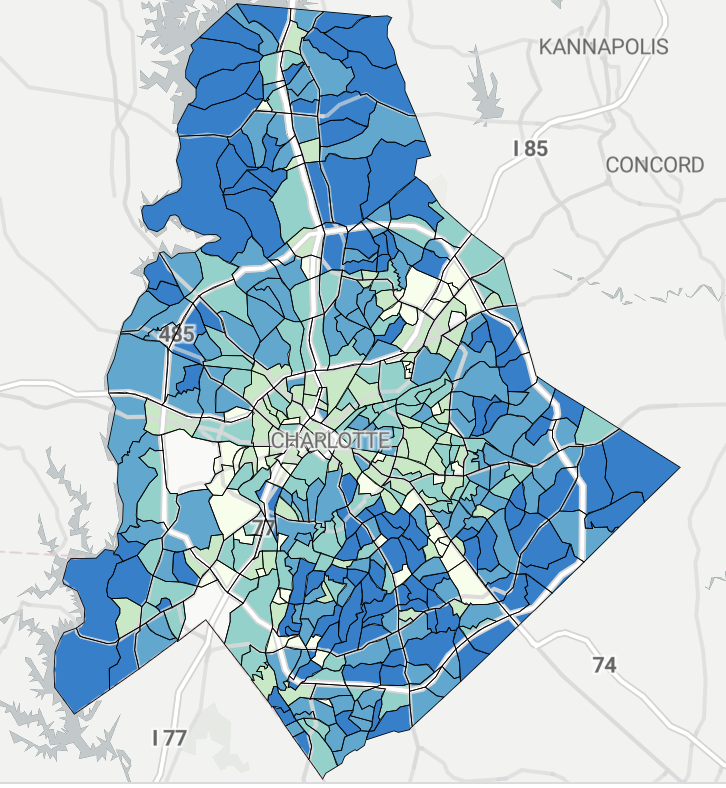 KANNAPOLIS
I 85
CONCORD
485
CHARLOTTE
77
74
I 77